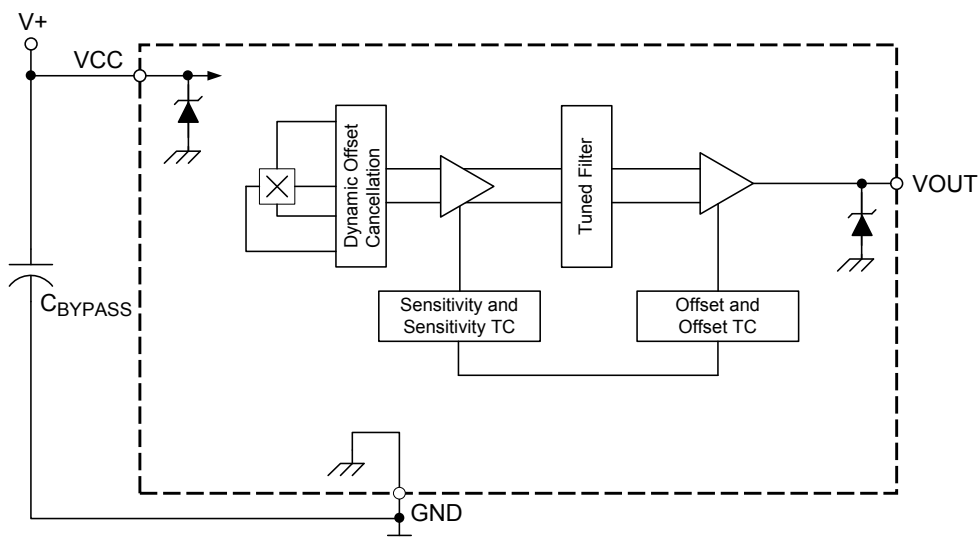 V+
VCC
Dynamic Offset
Cancellation
Tuned Filter
VOUT
CBYPASS
Sensitivity and
Sensitivity TC
Offset and
Offset TC
GND